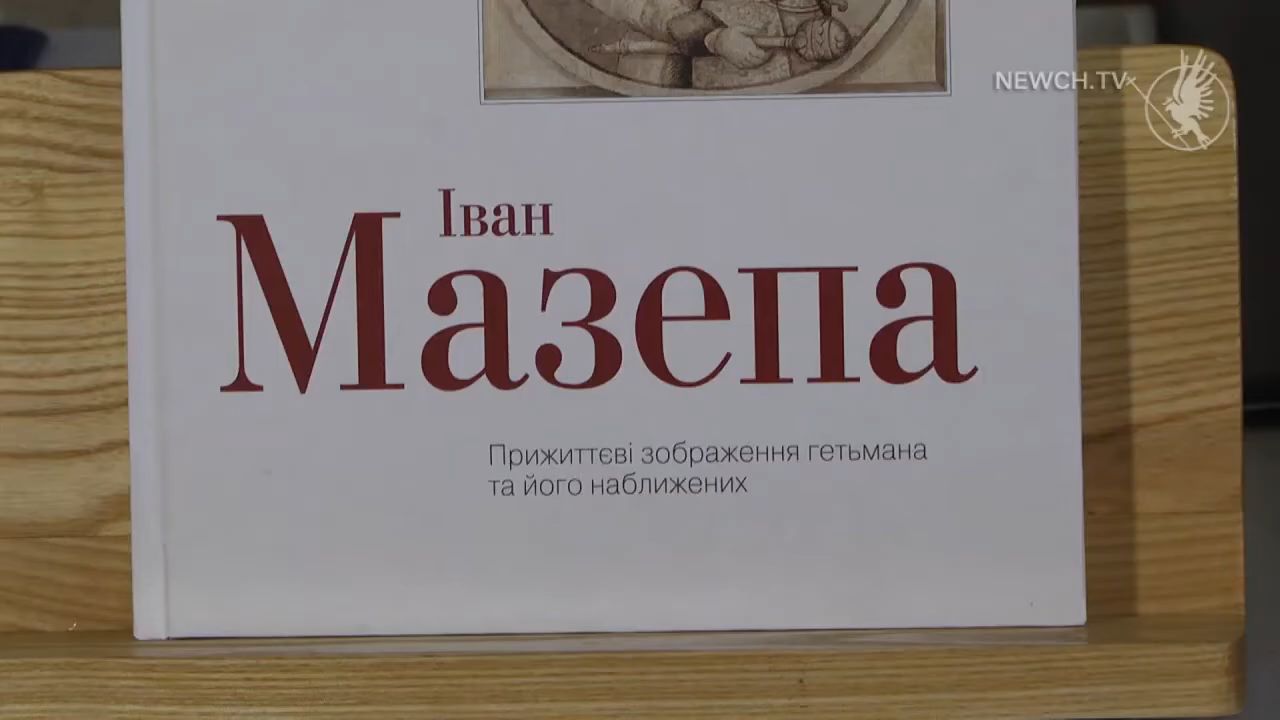 NEWCH.TV
Іван
Мазепа
Прижиттєві зображення гетьмана
та його наближених